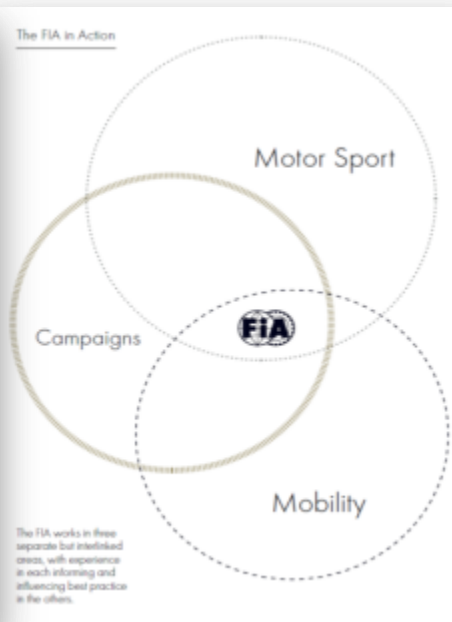 The FIA in Action
Motor Sport
FiA
Campaigns
Mobility
The FIA works in three
separate but interlinked
areas, with experience
in each informing and
influencing best practice
in the others.